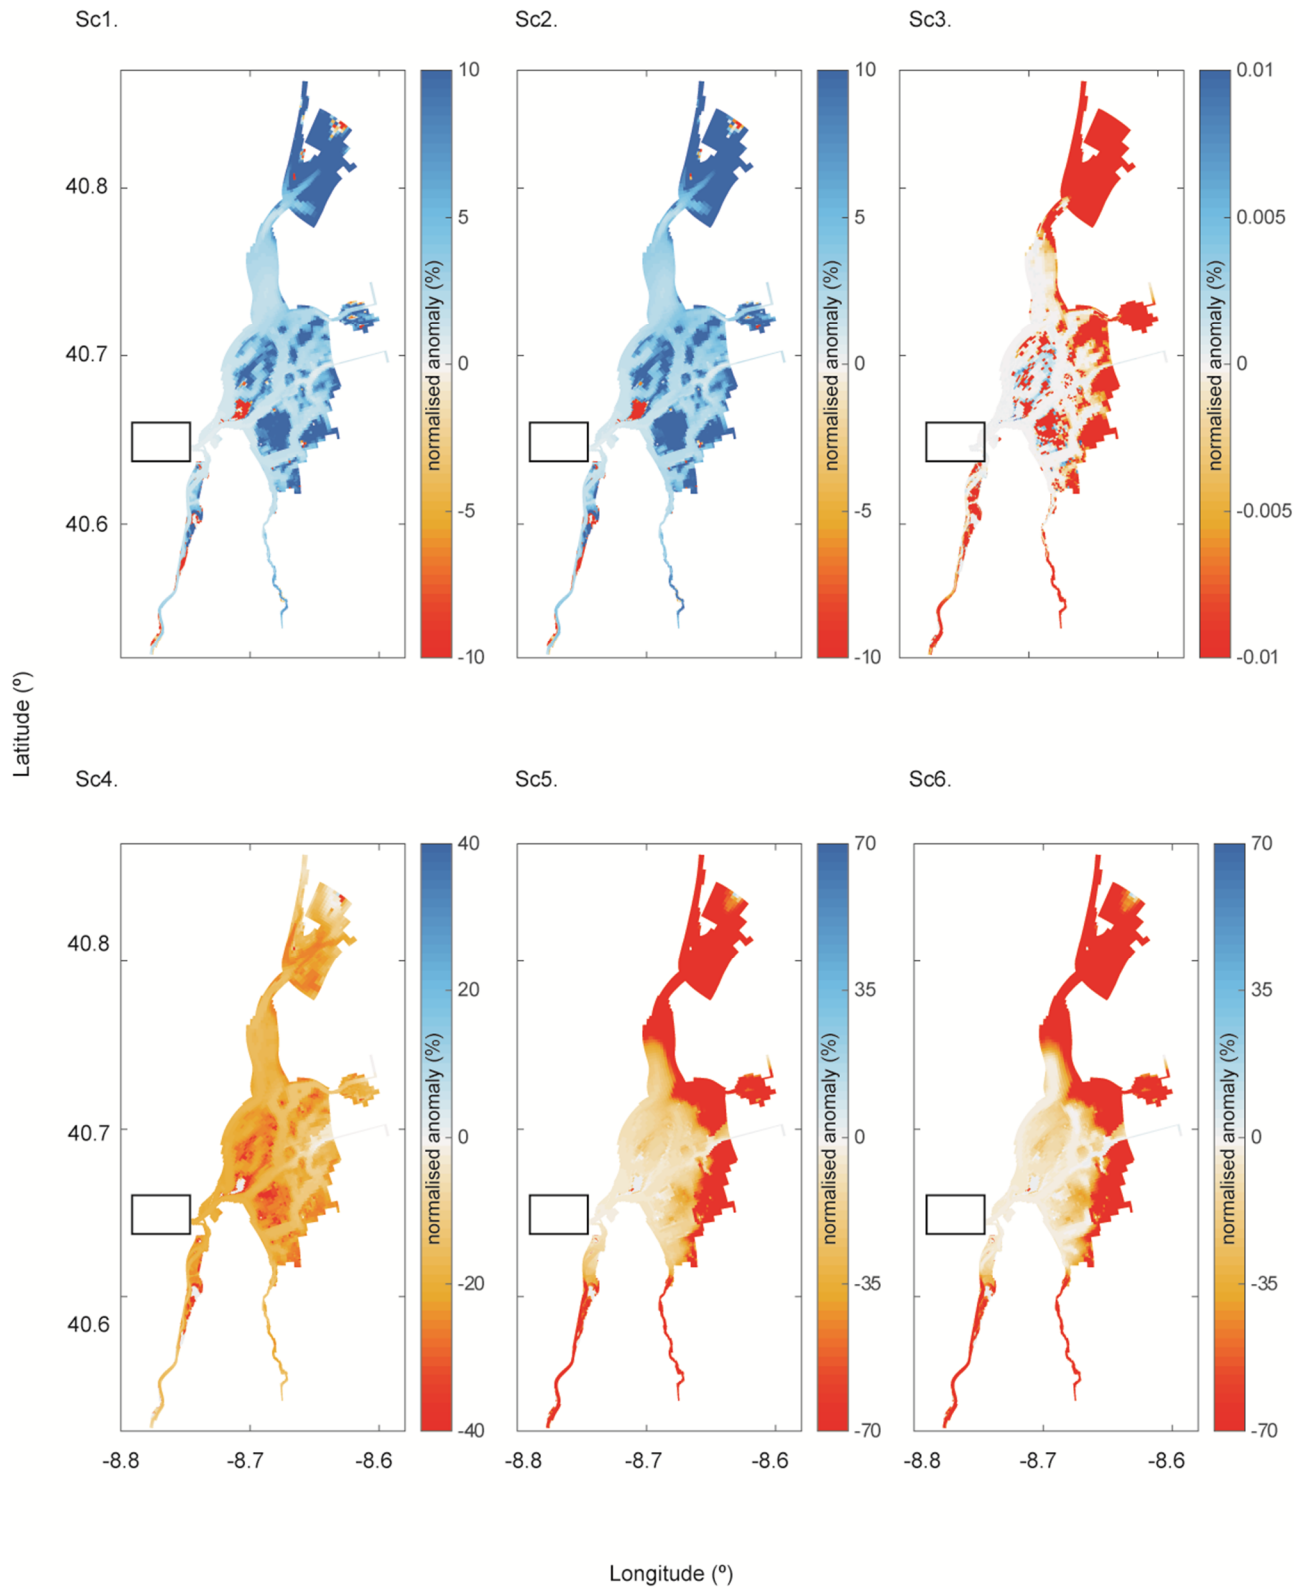 Sc1.
Sc2.
Sc3.
10
5
0
-5
-10
normalised anomaly (%)
10
5
0
-5
-10
normalised anomaly (%)
0.01
0.005
0
-0.005
-0.01
normalised anomaly (%)
40.8
40.7
40.6
Latitude (º)
Sc4.
Sc5.
Sc6.
40
20
0
-20
-40
normalised anomaly (%)
70
35
0
-35
-70
normalised anomaly (%)
70
35
0
-35
-70
normalised anomaly (%)
40.8
40.7
40.6
-8.8 -8.7 -8.6
-8.8 -8.7 -8.6
-8.8 -8.7 -8.6
Longitude (º)